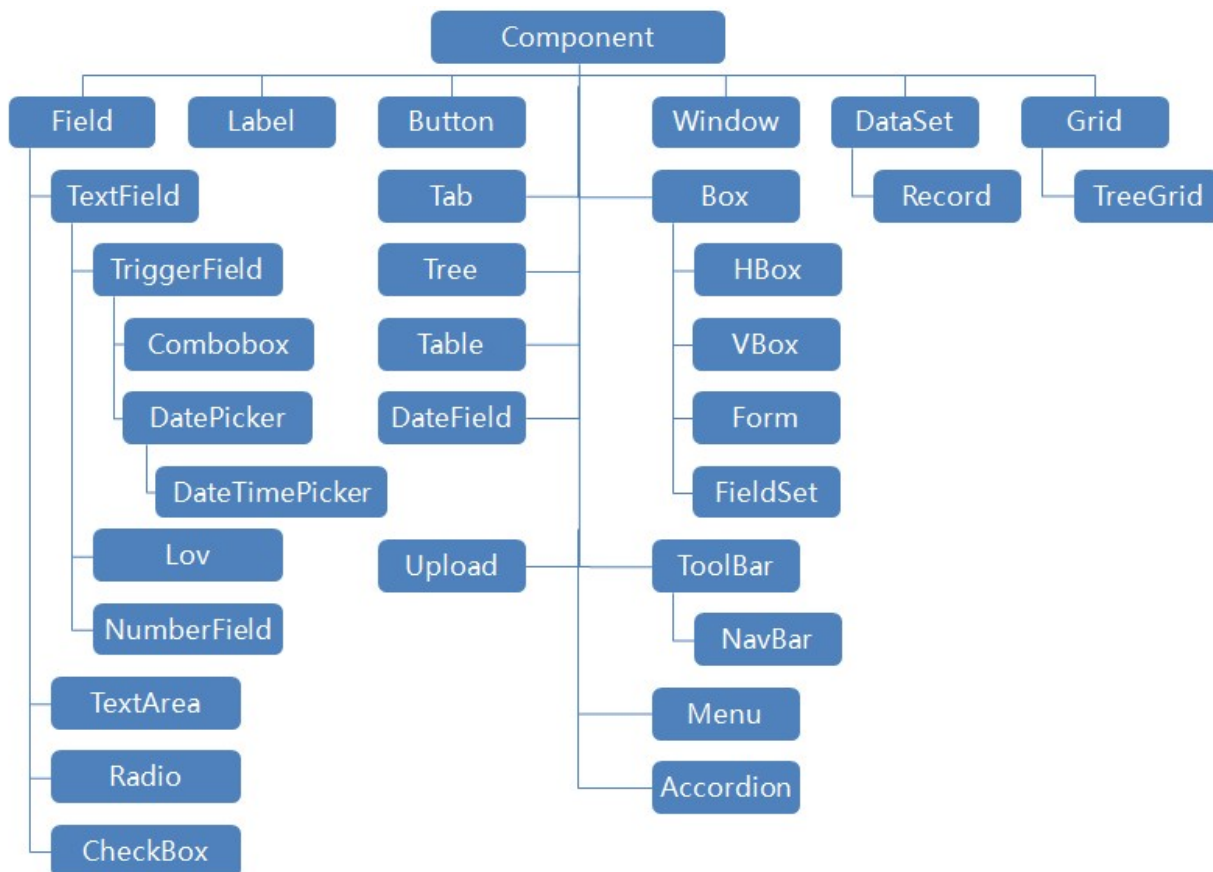 Component
Field
Label
Button
Window
DataSet
Grid
TextField
Tab
Box
Record
TreeGrid
TriggerField
Tree
HBox
Combobox
Table
VBox
DatePicker
DateField
Form
DateTimePicker
FieldSet
Lov
Upload
ToolBar
NumberField
NavBar
TextArea
Menu
Radio
Accordion
CheckBox